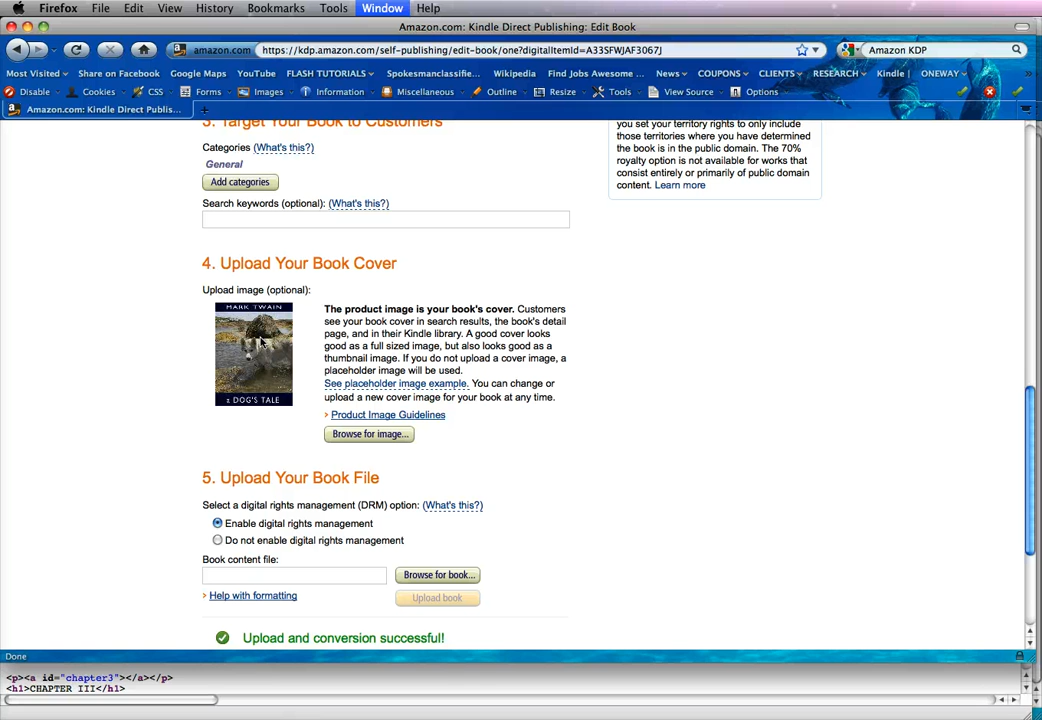 Firefox File Edit View History Bookmarks Tools Window Help
Amazon.com: Kindle Direct Publishing: Edit Book
amazon.com https://kdp.amazon.com/self-publishing/edit-book/one?digitalItemId=A33SFWJAF3067J Amazon KDP
Most Visited Share on Facebook Google Maps YouTube FLASH TUTORIALS Spokesmanclassifie... Wikipedia Find Jobs Awesome ... News COUPONS CLIENTS RESEARCH Kindle ONEWAY
Disable Cookies CSS Forms Images Information Miscellaneous Outline Resize Tools View Source Options
Amazon.com: Kindle Direct Publis...
3. Target Your Book to Customers
Categories (What's this?)
General
Add categories
Search keywords (optional): (What's this?)
you set your territory rights to only include
those territories where you have determined
the book is in the public domain. The 70%
royalty option is not available for works that
consist entirely or primarily of public domain
content. Learn more
4. Upload Your Book Cover
Upload image (optional):
MARK TWAIN
A DOG'S TALE
The product image is your book's cover. Customers
see your book cover in search results, the book's detail
page, and in their Kindle library. A good cover looks
good as a full sized image, but also looks good as a
thumbnail image. If you do not upload a cover image, a
placeholder image will be used.
See placeholder image example. You can change or
upload a new cover image for your book at any time.
› Product Image Guidelines
Browse for image...
5. Upload Your Book File
Select a digital rights management (DRM) option: (What's this?)
Enable digital rights management
Do not enable digital rights management
Book content file:
Browse for book...
› Help with formatting
Upload book
Upload and conversion successful!
Done
<p><a id="chapter3"></a></p>
<h1>CHAPTER III</h1>